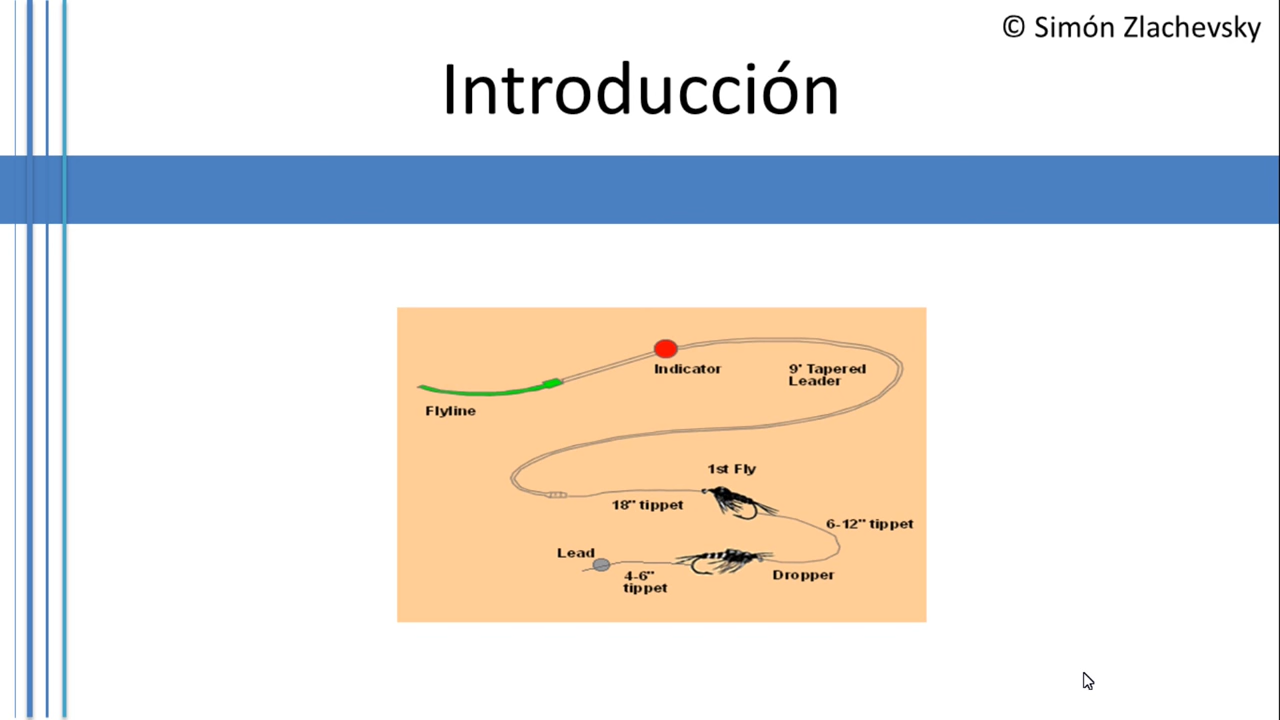 © Simón Zlachevsky
Introducción
Indicator
9' Tapered
Leader
Flyline
1st Fly
18" tippet
6-12" tippet
Lead
4-6"
tippet
Dropper